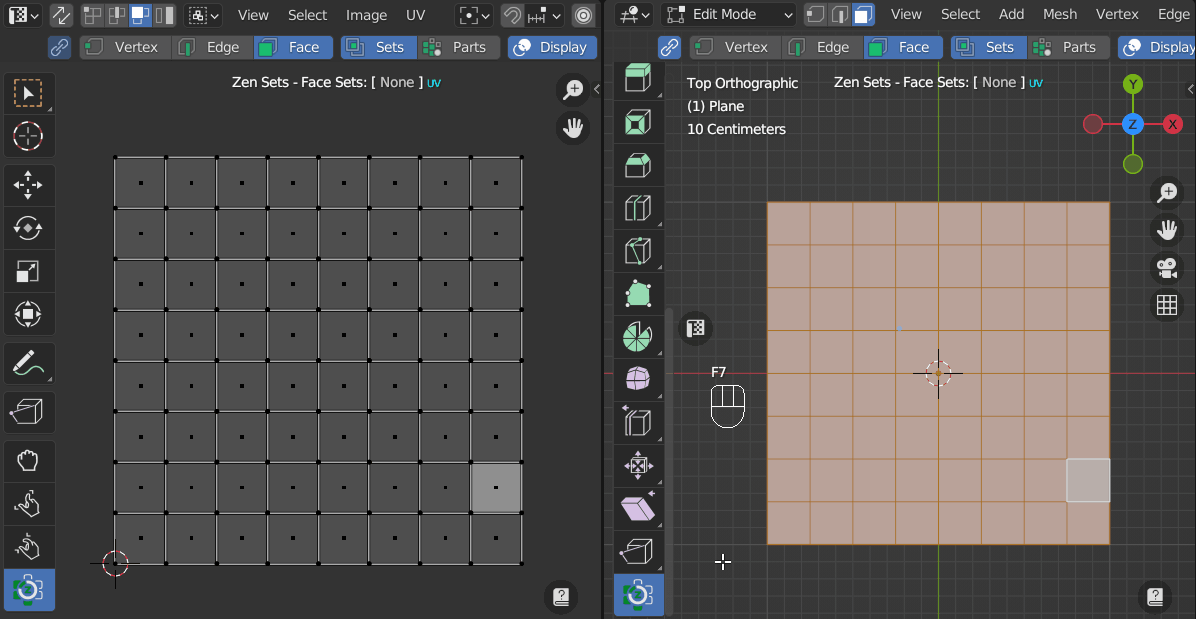 View Select Image UV
Vertex Edge Face Sets Parts Display
Zen Sets - Face Sets: [ None ] UV
Edit Mode View Select Add Mesh Vertex Edge
Vertex Edge Face Sets Parts Display
Top Orthographic
(1) Plane
10 Centimeters
Zen Sets - Face Sets: [ None ] UV
Y
Z
X
F7